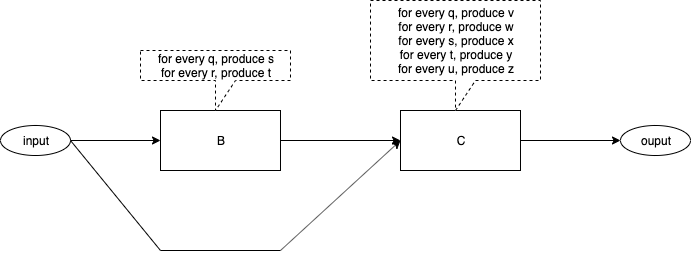 for every q, produce v
for every r, produce w
for every s, produce x
for every t, produce y
for every u, produce z
for every q, produce s
for every r, produce t
input
B
C
ouput